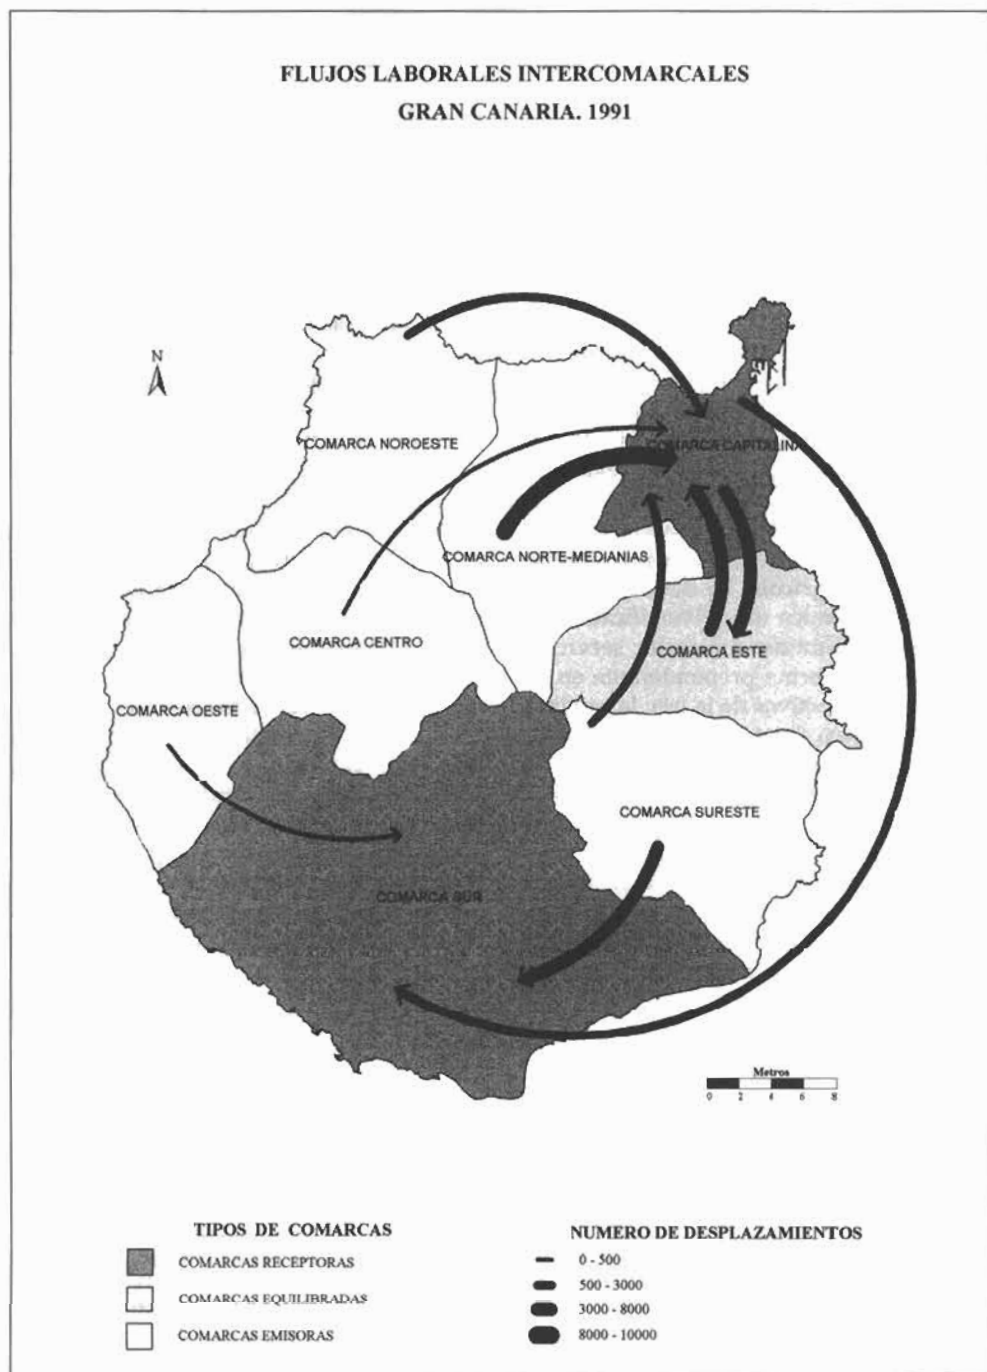 FLUJOS LABORALES INTERCOMARCALES
GRAN CANARIA. 1991
N
COMARCA NOROESTE
COMARCA CAPITALINA
COMARCA NORTE-MEDIANIAS
COMARCA CENTRO
COMARCA ESTE
COMARCA OESTE
COMARCA SURESTE
COMARCA SUR
Metros
0 2 4 6 8
TIPOS DE COMARCAS
COMARCAS RECEPTORAS
COMARCAS EQUILIBRADAS
COMARCAS EMISORAS
NUMERO DE DESPLAZAMIENTOS
0 - 500
500 - 3000
3000 - 8000
8000 - 10000